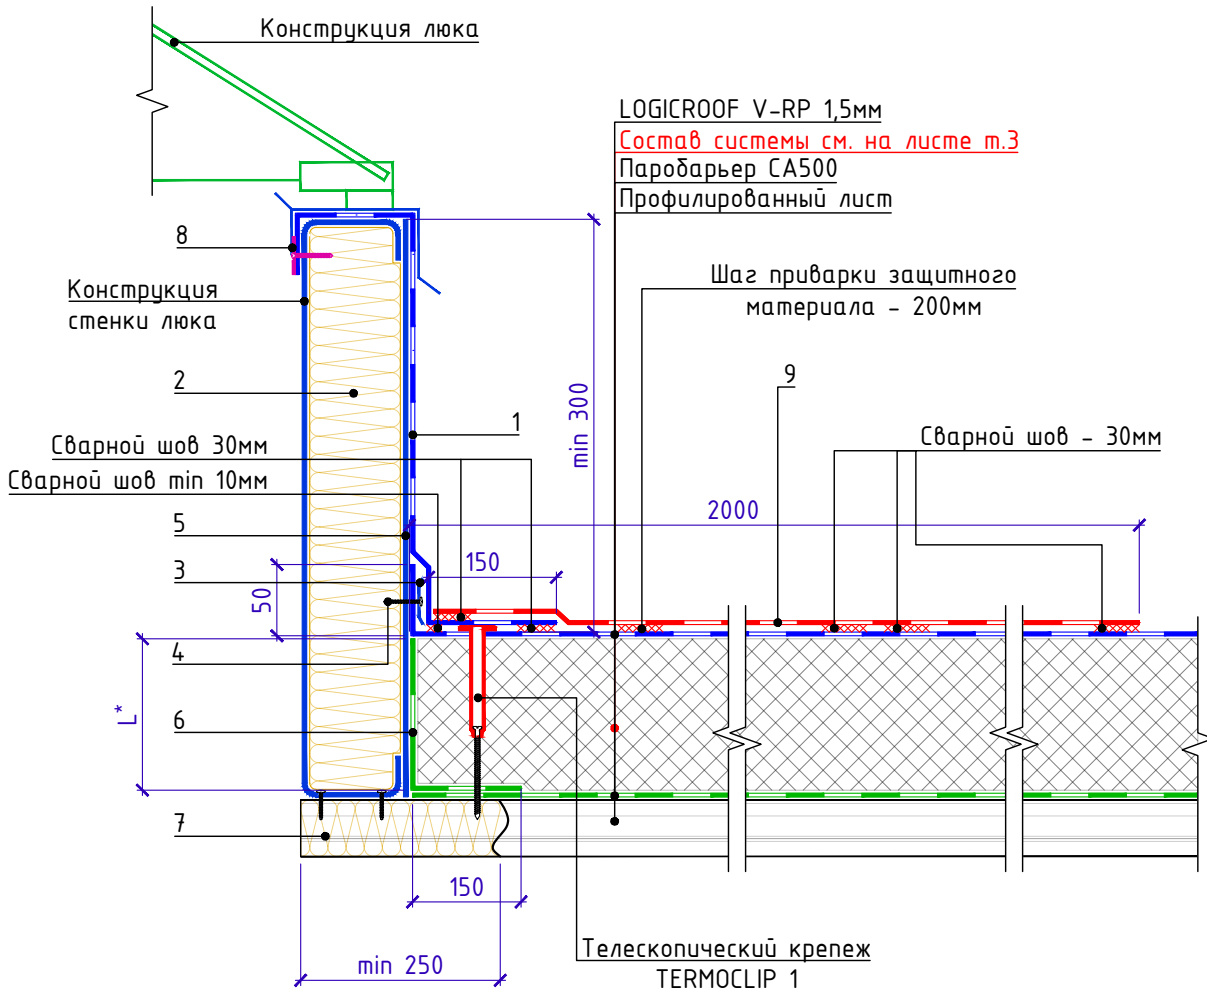 Конструкция люка
LOGICROOF V-RP 1,5мм
Состав системы см. на листе т.3
Паробарьер СА500
Профилированный лист
8
Конструкция
стенки люка
Шаг приварки защитного
материала - 200мм
2
9
min 300
1
Сварной шов 30мм
Сварной шов - 30мм
Сварной шов min 10мм
2000
5
150
3
50
4
L*
6
7
150
Телескопический крепеж
TERMOCLIP 1
min 250